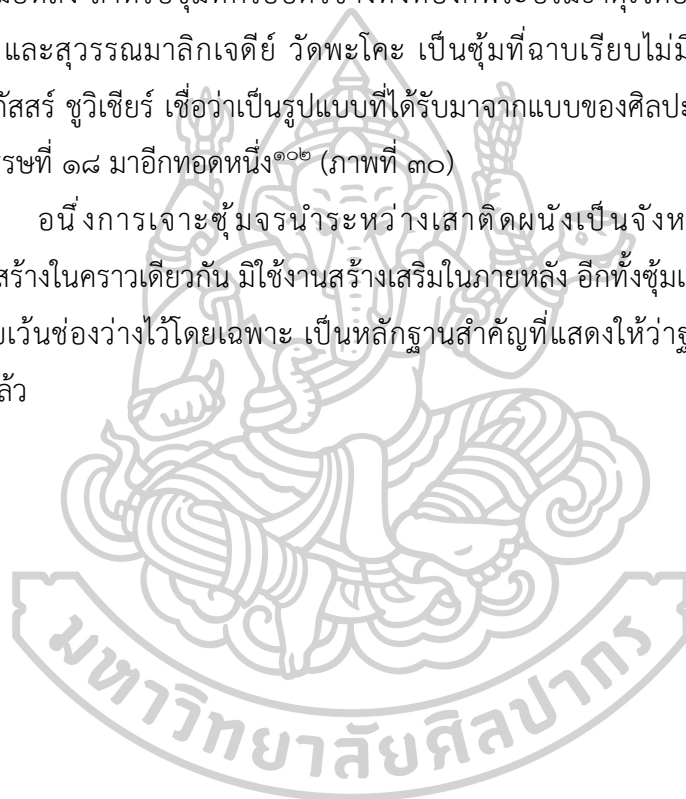 และสุวรรณมาลิกเจดีย์ วัดพะโคะ เป็นซุ้มที่ฉาบเรียบไม่มี
ภัสสร์ ชูวิเชียร์ เชื่อว่าเป็นรูปแบบที่ได้รับมาจากแบบของศิลปะ
รรษที่ ๑๘ มาอีกทอดหนึ่ง๑๐๒ (ภาพที่ ๓๐)
อนึ่งการเจาะซุ้มจรนำระหว่างเสาติดผนังเป็นจังห
สร้างในคราวเดียวกัน มิใช้งานสร้างเสริมในภายหลัง อีกทั้งซุ้มเ
เว้นช่องว่างไว้โดยเฉพาะ เป็นหลักฐานสำคัญที่แสดงให้ว่าฐ
ล้ว
มหาวิทยาลัยศิลปากร